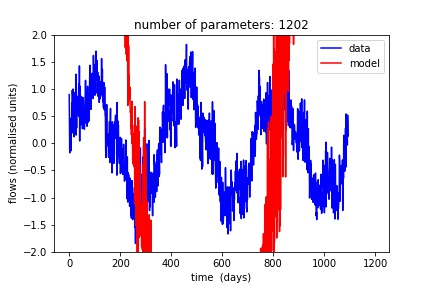 number of parameters: 1202
data
model
2.0
1.5
1.0
0.5
0.0
−0.5
−1.0
−1.5
−2.0
flows (normalised units)
0 200 400 600 800 1000 1200
time (days)